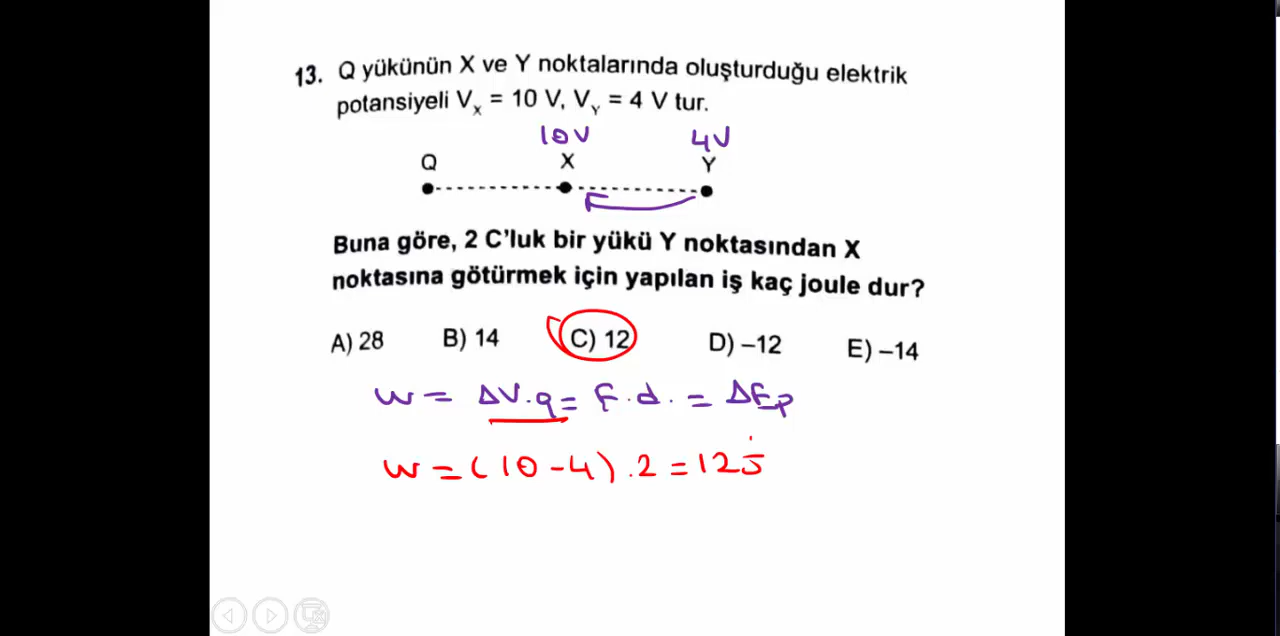 13. Q yükünün X ve Y noktalarında oluşturduğu elektrik
potansiyeli Vx = 10 V, VY = 4 V tur.
10V 4V
Q X Y
Buna göre, 2 C'luk bir yükü Y noktasından X
noktasına götürmek için yapılan iş kaç joule dur?
A) 28 B) 14 C) 12 D) –12 E) –14
W = ΔV.q = F.d. = ΔEp
W = (10 - 4) .2 = 12 J